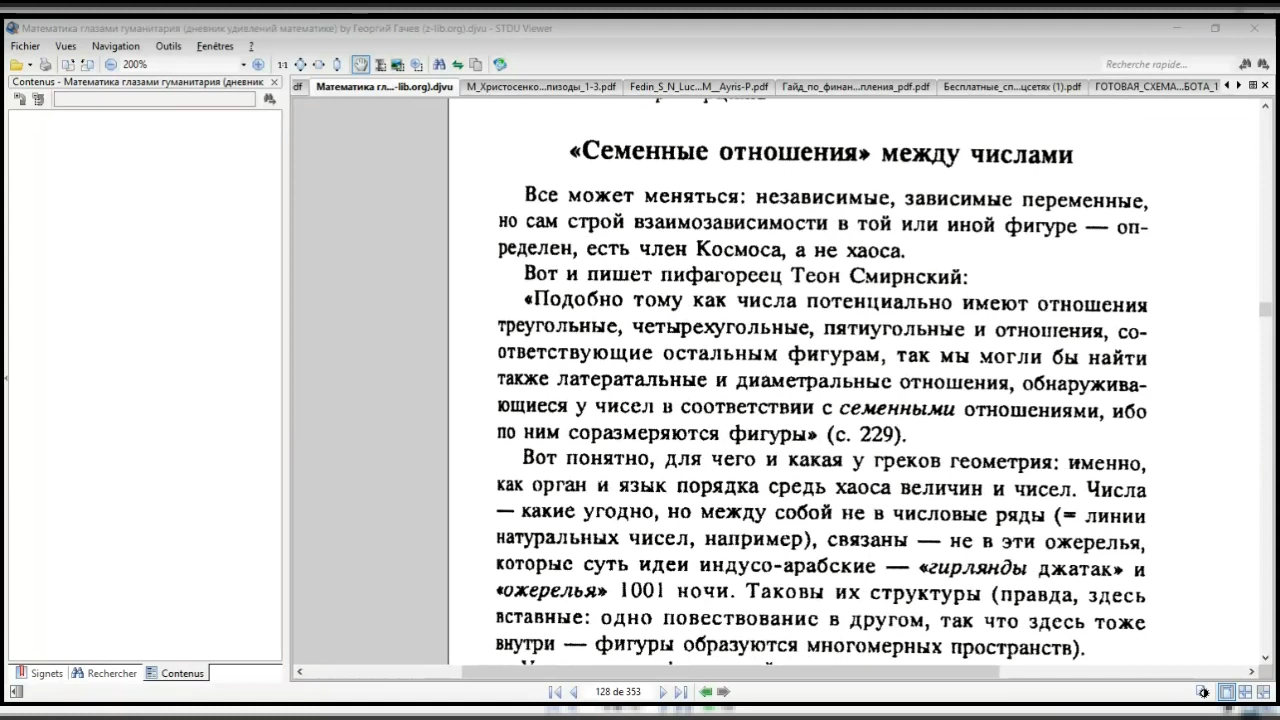 Математика глазами гуманитария (дневник удивлений математике) by Георгий Гачев (z-lib.org).djvu - STDU Viewer
Fichier Vues Navigation Outils Fenêtres ?
200%
Recherche rapide...
Contenus - Математика глазами гуманитария (дневник
df Математика гл...-lib.org).djvu М_Христосенко...пизоды_1-3.pdf Fedin_S_N_Luc...M__Ayris-P.pdf Гайд_по_финан...пления_pdf.pdf Бесплатные_сп...цсетях (1).pdf ГОТОВАЯ_СХЕМА...БОТА_1
«Семенные отношения» между числами
Все может меняться: независимые, зависимые переменные,
но сам строй взаимозависимости в той или иной фигуре — оп-
ределен, есть член Космоса, а не хаоса.
Вот и пишет пифагореец Теон Смирнский:
«Подобно тому как числа потенциально имеют отношения
треугольные, четырехугольные, пятиугольные и отношения, со-
ответствующие остальным фигурам, так мы могли бы найти
также латератальные и диаметральные отношения, обнаружива-
ющиеся у чисел в соответствии с семенными отношениями, ибо
по ним соразмеряются фигуры» (с. 229).
Вот понятно, для чего и какая у греков геометрия: именно,
как орган и язык порядка средь хаоса величин и чисел. Числа
— какие угодно, но между собой не в числовые ряды (= линии
натуральных чисел, например), связаны — не в эти ожерелья,
которые суть идеи индусо-арабские — «гирлянды джатак» и
«ожерелья» 1001 ночи. Таковы их структуры (правда, здесь
вставные: одно повествование в другом, так что здесь тоже
внутри — фигуры образуются многомерных пространств).
Signets Rechercher Contenus
128 de 353